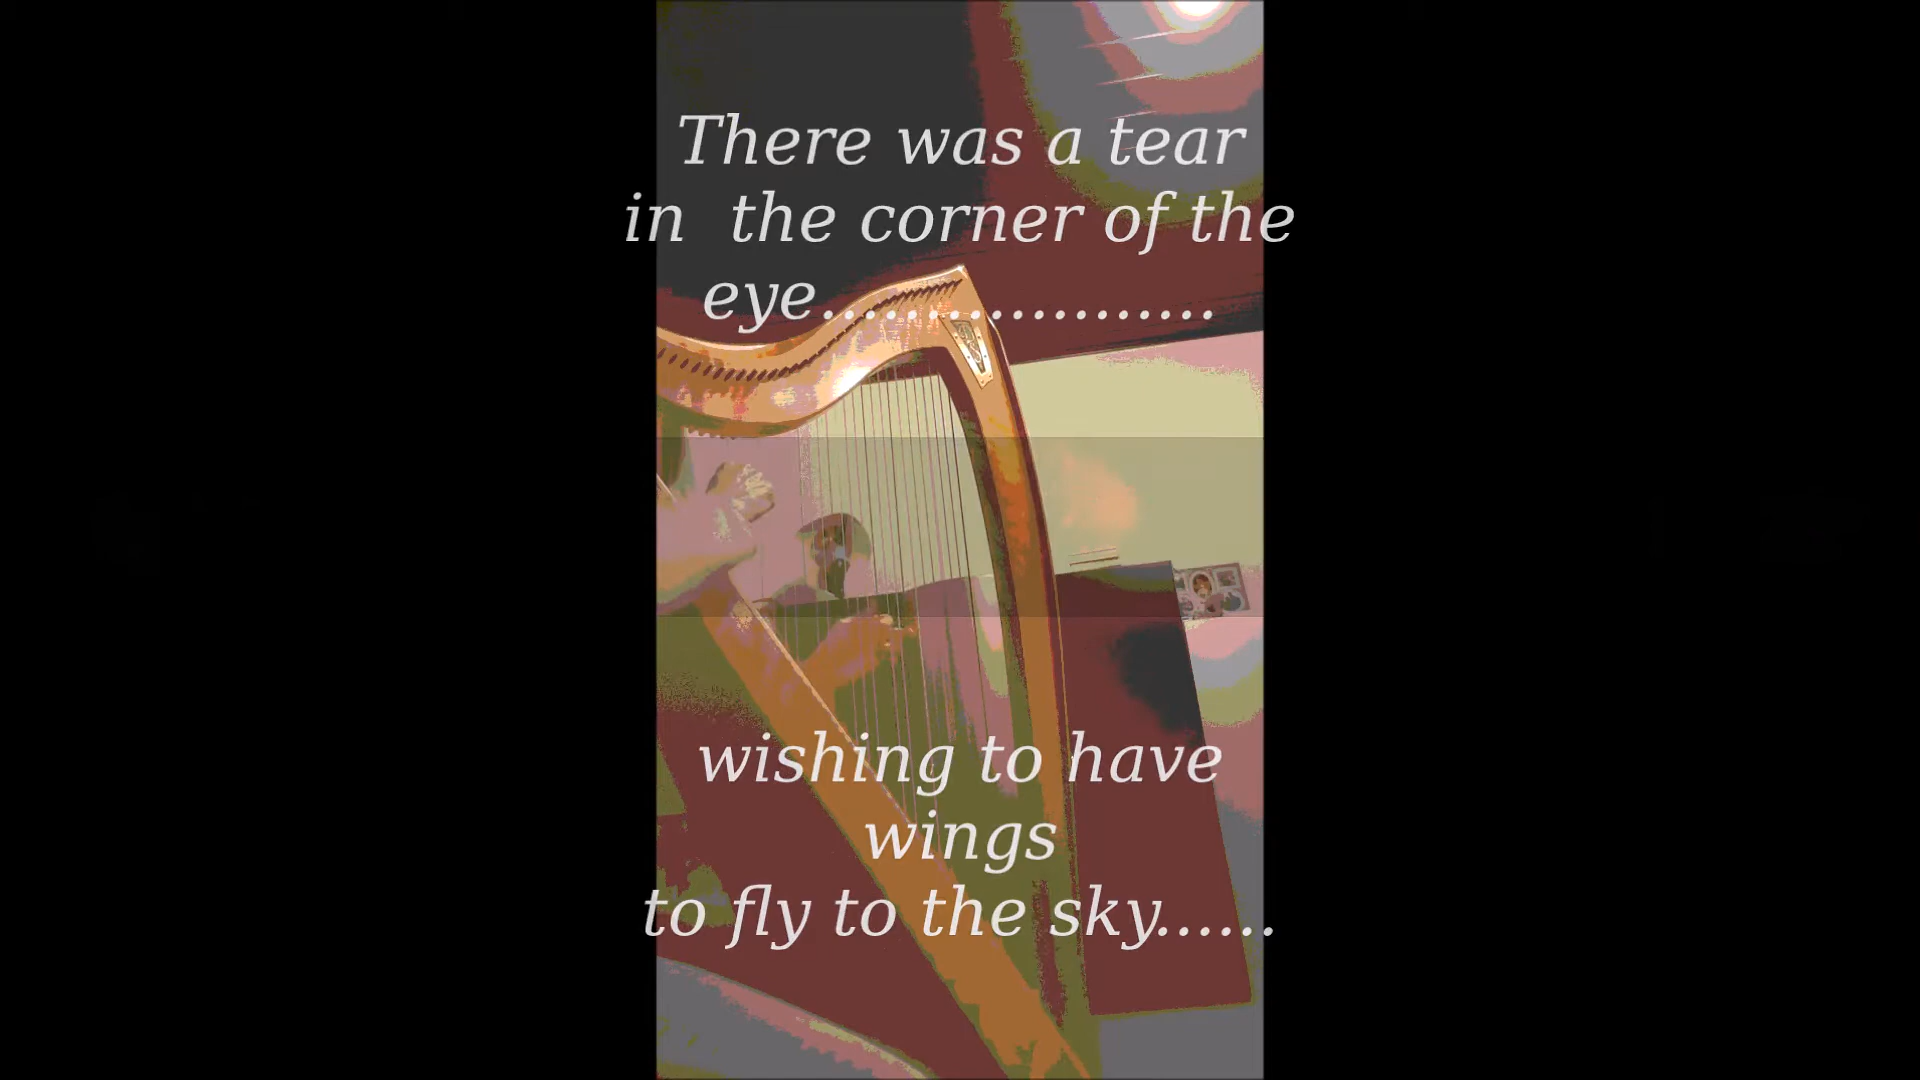 There was a tear
in  the corner of the
eye...................
wishing to have
wings
to fly to the sky......